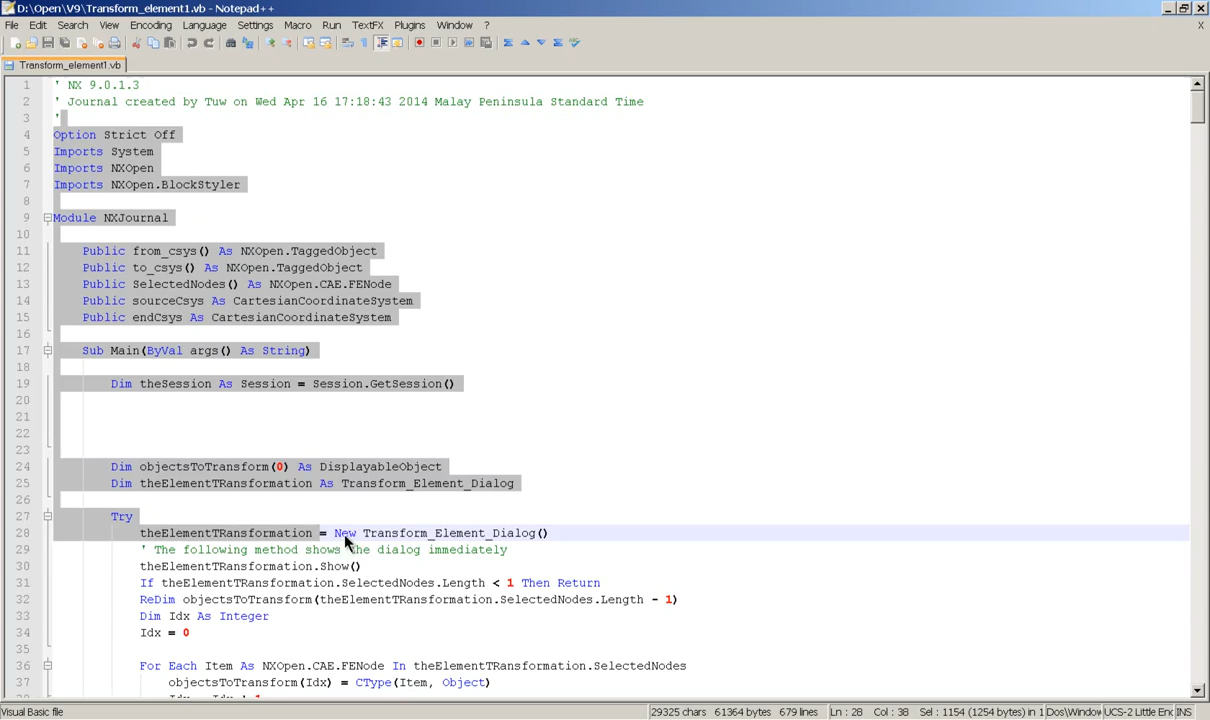 D:\Open\V9\Transform_element1.vb - Notepad++
File Edit Search View Encoding Language Settings Macro Run TextFX Plugins Window ? X
Transform_element1.vb
1 ' NX 9.0.1.3
2 ' Journal created by Tuw on Wed Apr 16 17:18:43 2014 Malay Peninsula Standard Time
3 '
4 Option Strict Off
5 Imports System
6 Imports NXOpen
7 Imports NXOpen.BlockStyler
8
9 Module NXJournal
10
11 Public from_csys() As NXOpen.TaggedObject
12 Public to_csys() As NXOpen.TaggedObject
13 Public SelectedNodes() As NXOpen.CAE.FENode
14 Public sourceCsys As CartesianCoordinateSystem
15 Public endCsys As CartesianCoordinateSystem
16
17 Sub Main(ByVal args() As String)
18
19 Dim theSession As Session = Session.GetSession()
20
21
22
23
24 Dim objectsToTransform(0) As DisplayableObject
25 Dim theElementTRansformation As Transform_Element_Dialog
26
27 Try
28 theElementTRansformation = New Transform_Element_Dialog()
29 ' The following method shows the dialog immediately
30 theElementTRansformation.Show()
31 If theElementTRansformation.SelectedNodes.Length < 1 Then Return
32 ReDim objectsToTransform(theElementTRansformation.SelectedNodes.Length - 1)
33 Dim Idx As Integer
34 Idx = 0
35
36 For Each Item As NXOpen.CAE.FENode In theElementTRansformation.SelectedNodes
37 objectsToTransform(Idx) = CType(Item, Object)
Visual Basic file 29325 chars 61364 bytes 679 lines Ln : 28 Col : 38 Sel : 1154 (1254 bytes) in 1 Dos\Window UCS-2 Little En INS